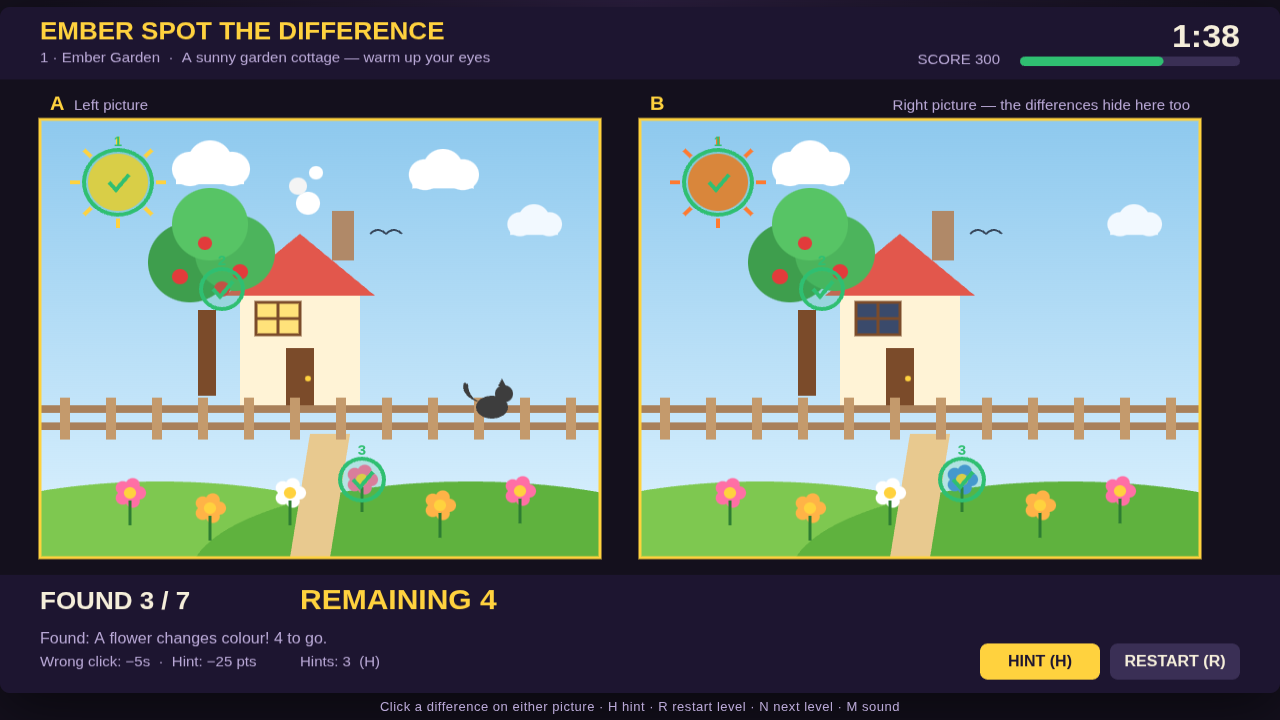 EMBER SPOT THE DIFFERENCE
1 · Ember Garden · A sunny garden cottage — warm up your eyes
1:38
SCORE 300
A Left picture
B Right picture — the differences hide here too
1
1
3
3
FOUND 3 / 7
REMAINING 4
Found: A flower changes colour! 4 to go.
Wrong click: −5s · Hint: −25 pts
Hints: 3 (H)
HINT (H)
RESTART (R)
Click a difference on either picture · H hint · R restart level · N next level · M sound